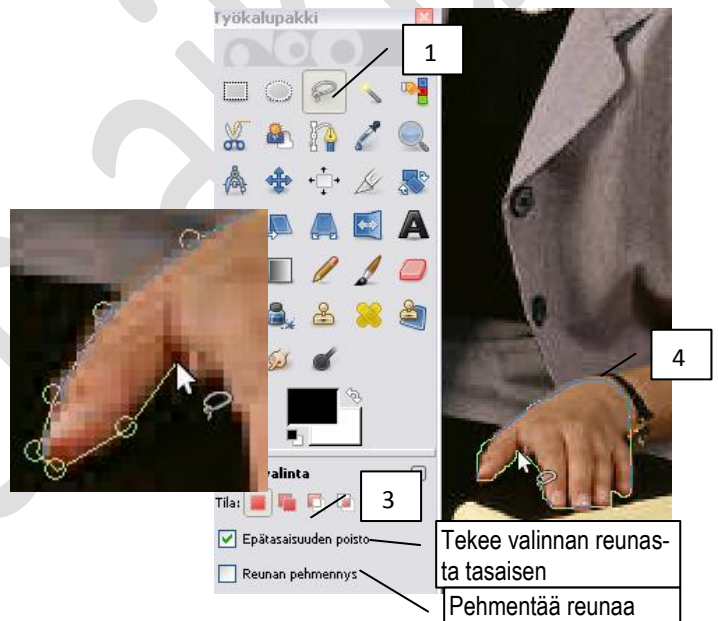 Työkalupakki
1
4
valinta
Tila:
3
Epätasaisuuden poisto
Tekee valinnan reunas-
ta tasaisen
Reunan pehmennys
Pehmentää reunaa